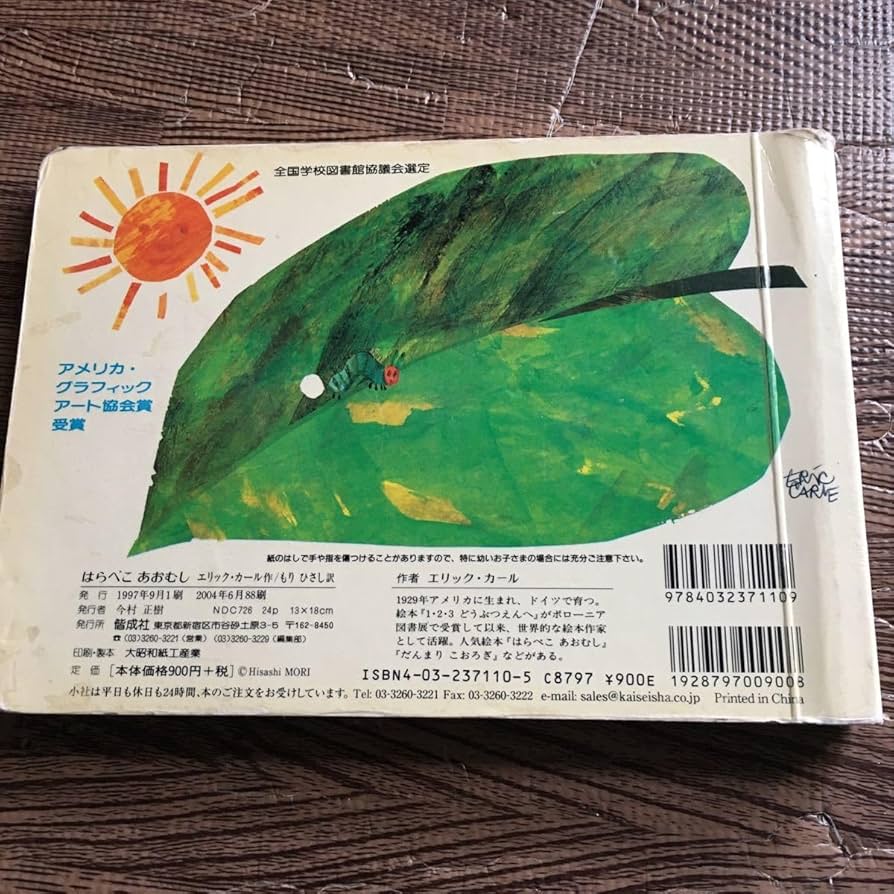 全国学校図書館協議会選定
アメリカ・
グラフィック
アート協会賞
受賞
ERIC
CARLE
紙のはしで手や指を傷つけることがありますので、特に幼いお子さまの場合には充分ご注意下さい。
はらぺこ あおむし エリック・カール作/もり ひさし訳
発 行 1997年9月1刷 2004年6月88刷
発行者 今村 正樹 NDC726 24p 13×18cm
発行所 偕成社 東京都新宿区市谷砂土原3-5 〒162-8450
☎(03)3260-3221(営業) (03)3260-3229(編集部)
印刷・製本 大昭和紙工産業
定 価 [本体価格900円+税] ©Hisashi MORI
作者 エリック・カール
1929年アメリカに生まれ、ドイツで育つ。
絵本『1・2・3 どうぶつえんへ』がボローニア
図書展で受賞して以来、世界的な絵本作家
として活躍。人気絵本『はらぺこ あおむし』
『だんまり こおろぎ』などがある。
9784032371109
ISBN4-03-237110-5 C8797 ¥900E
1928797009008
小社は平日も休日も24時間、本のご注文をお受けしています。Tel: 03-3260-3221 Fax: 03-3260-3222 e-mail: sales@kaiseisha.co.jp Printed in China